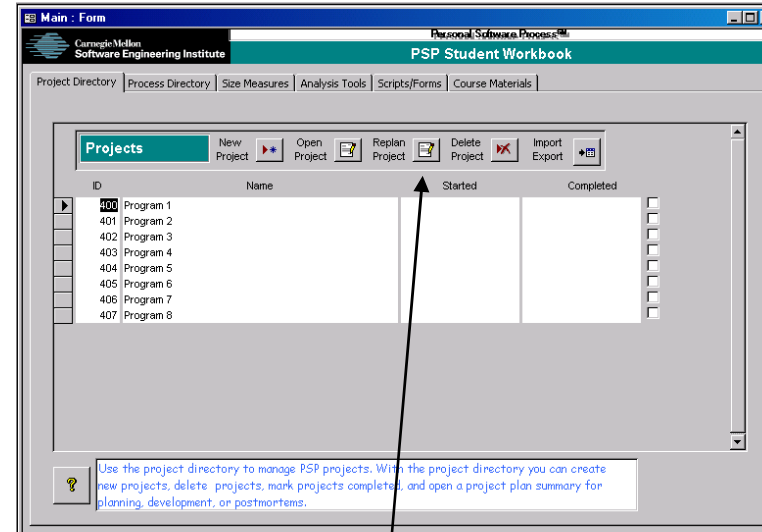 Main : Form
Personal Software Process℠
Carnegie Mellon
Software Engineering Institute
PSP Student Workbook
Project Directory Process Directory Size Measures Analysis Tools Scripts/Forms Course Materials
Projects
New Project
Open Project
Replan Project
Delete Project
Import Export
ID Name Started Completed
400 Program 1
401 Program 2
402 Program 3
403 Program 4
404 Program 5
405 Program 6
406 Program 7
407 Program 8
?
Use the project directory to manage PSP projects. With the project directory you can create
new projects, delete projects, mark projects completed, and open a project plan summary for
planning, development, or postmortems.